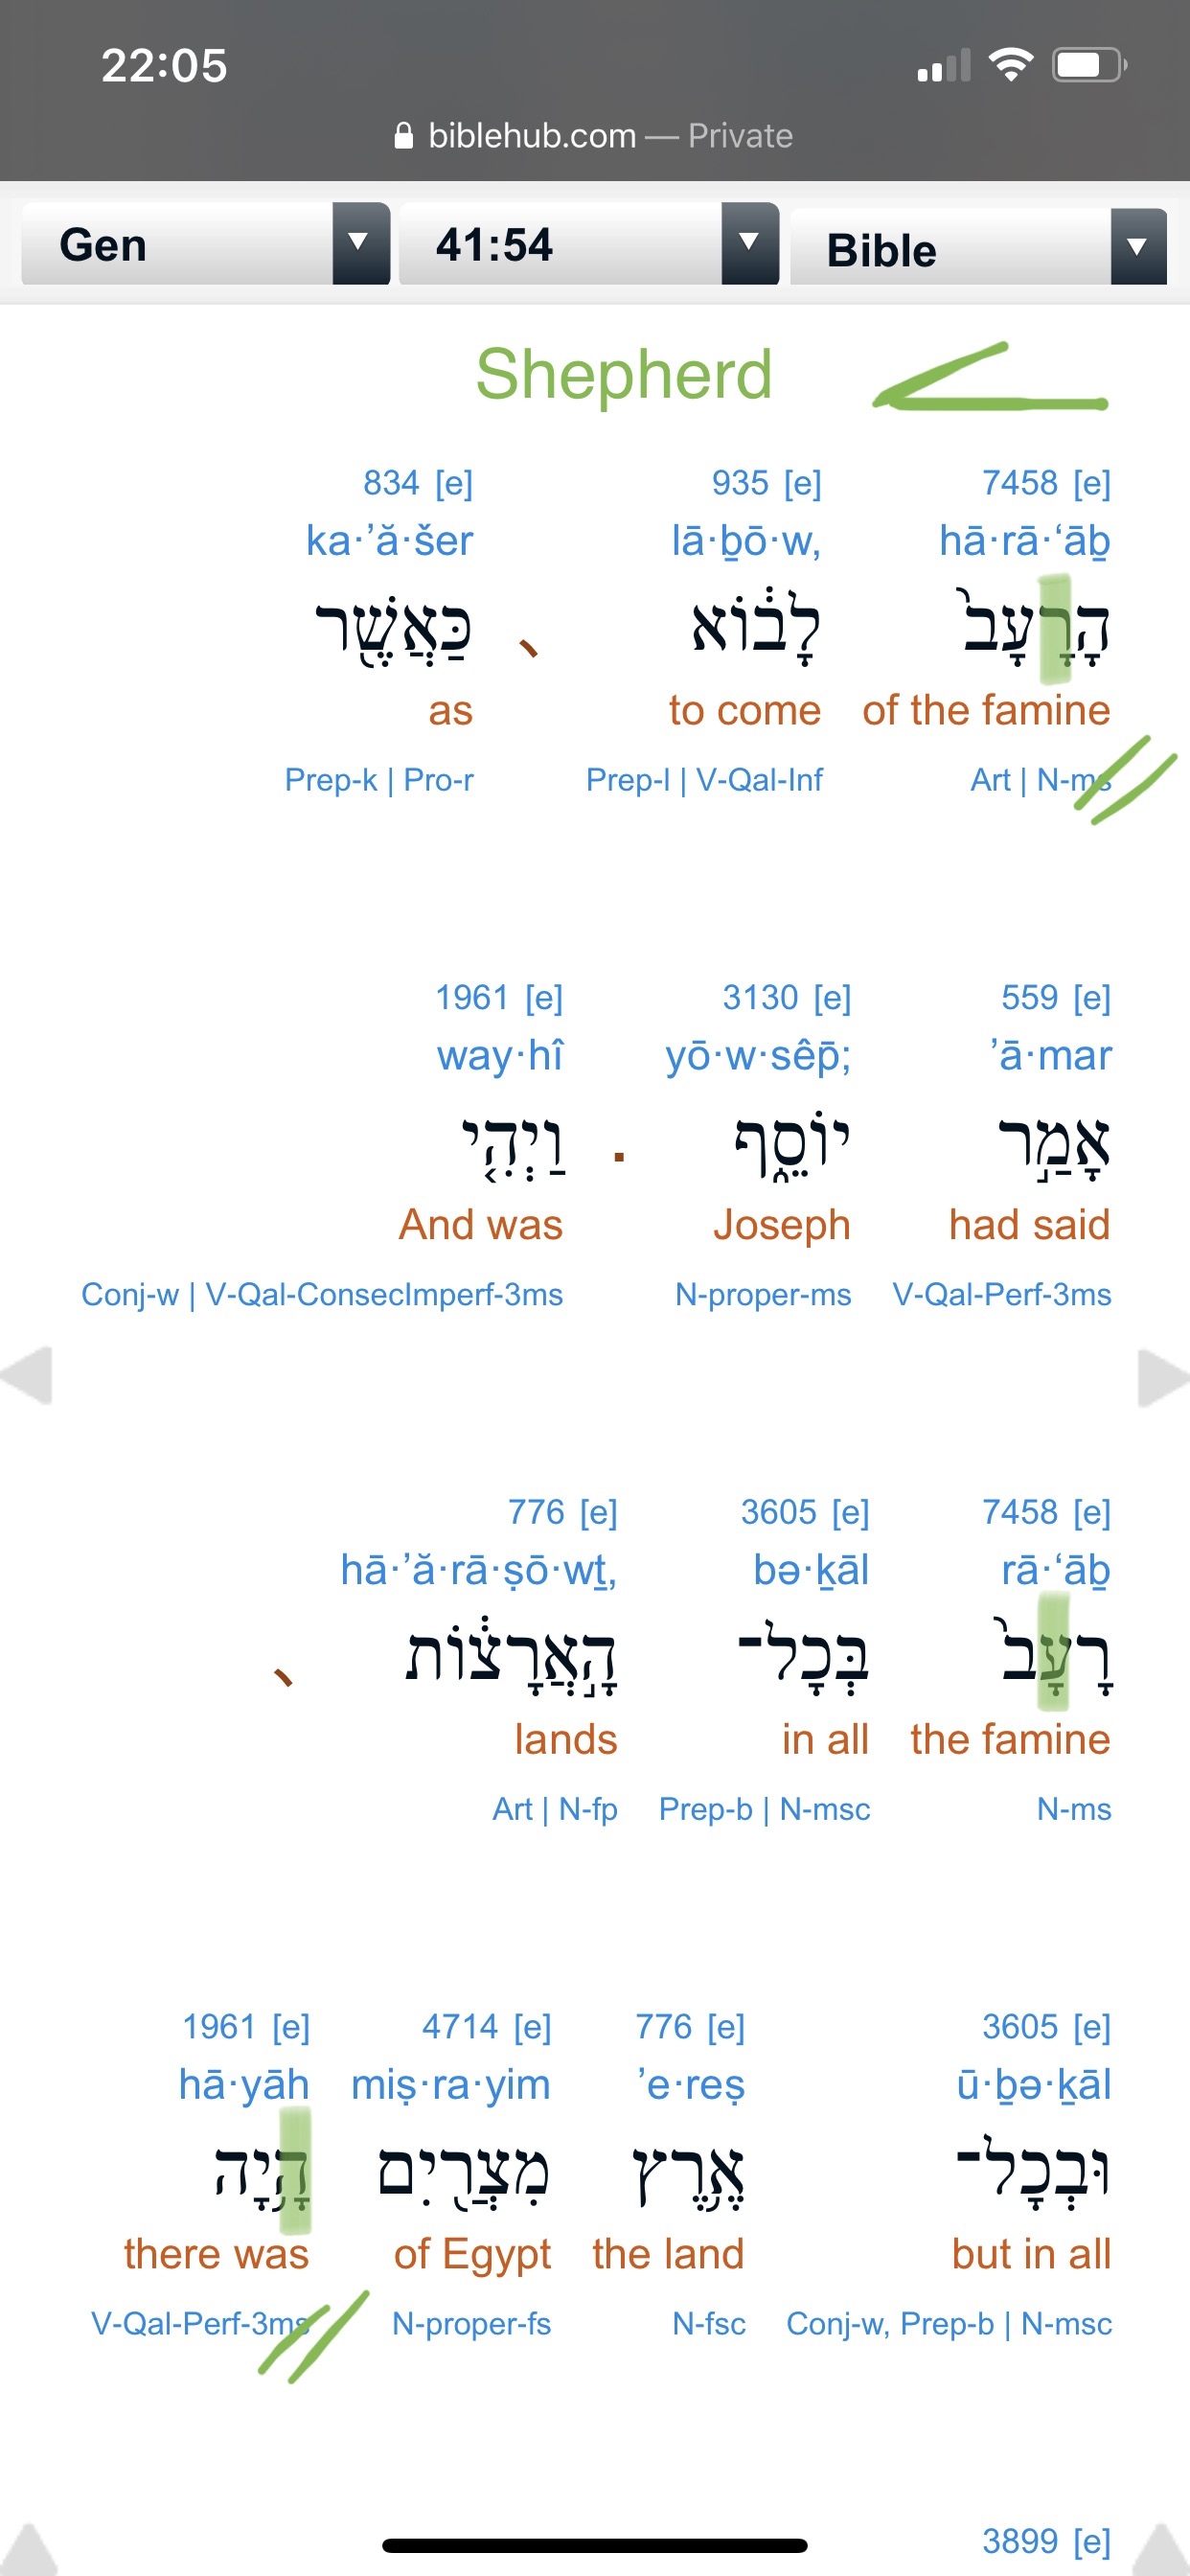 22:05
biblehub.com — Private
Gen 41:54 Bible
Shepherd
834 [e] 935 [e] 7458 [e]
ka·’ă·šer lā·ḇō·w, hā·rā·‘āḇ
הָרָעָב֙ לָב֔וֹא 、 כַּאֲשֶׁ֖ר
as to come of the famine
Prep-k | Pro-r Prep-l | V-Qal-Inf Art | N-ms
1961 [e] 3130 [e] 559 [e]
way·hî yō·w·sêp̄; ’ā·mar
אָמַ֣ר יוֹסֵ֑ף . וַיְהִ֤י
And was Joseph had said
Conj-w | V-Qal-ConsecImperf-3ms N-proper-ms V-Qal-Perf-3ms
776 [e] 3605 [e] 7458 [e]
hā·’ă·rā·ṣō·wṯ, bə·ḵāl rā·‘āḇ
רָעָב֙ בְּכָל־ הָ֣אֲרָצ֔וֹת 、
lands in all the famine
Art | N-fp Prep-b | N-msc N-ms
1961 [e] 4714 [e] 776 [e] 3605 [e]
hā·yāh miṣ·ra·yim ’e·reṣ ū·ḇə·ḵāl
וּבְכָל־ אֶ֥רֶץ מִצְרַ֖יִם הָ֥יָה
there was of Egypt the land but in all
V-Qal-Perf-3ms N-proper-fs N-fsc Conj-w, Prep-b | N-msc
3899 [e]